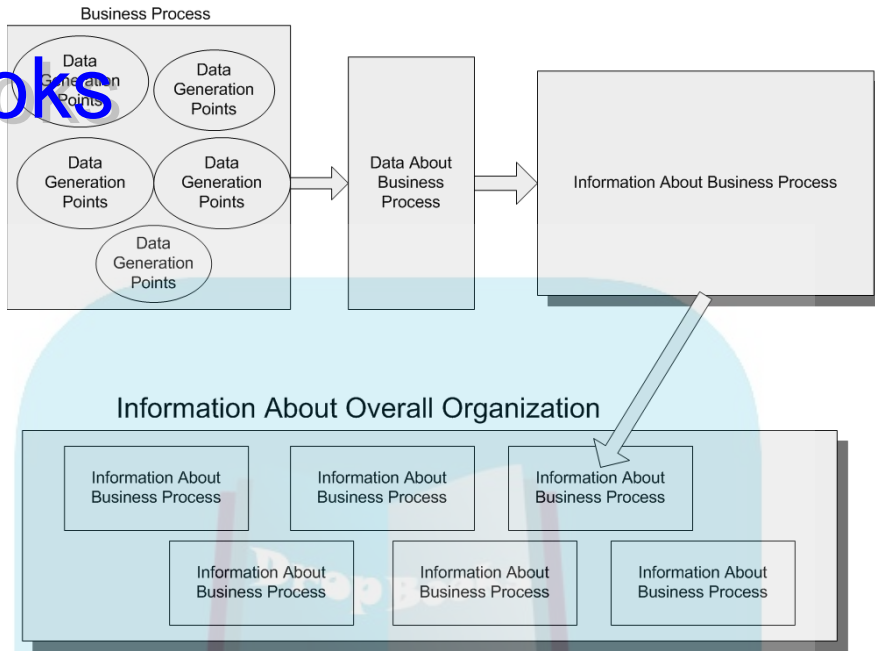 Business Process
Data
Generation
Points
Data
Generation
Points
Data
Generation
Points
Data
Generation
Points
Data
Generation
Points
oks
Data About
Business
Process
Information About Business Process
Information About Overall Organization
Information About
Business Process
Information About
Business Process
Information About
Business Process
Information About
Business Process
Information About
Business Process
Information About
Business Process